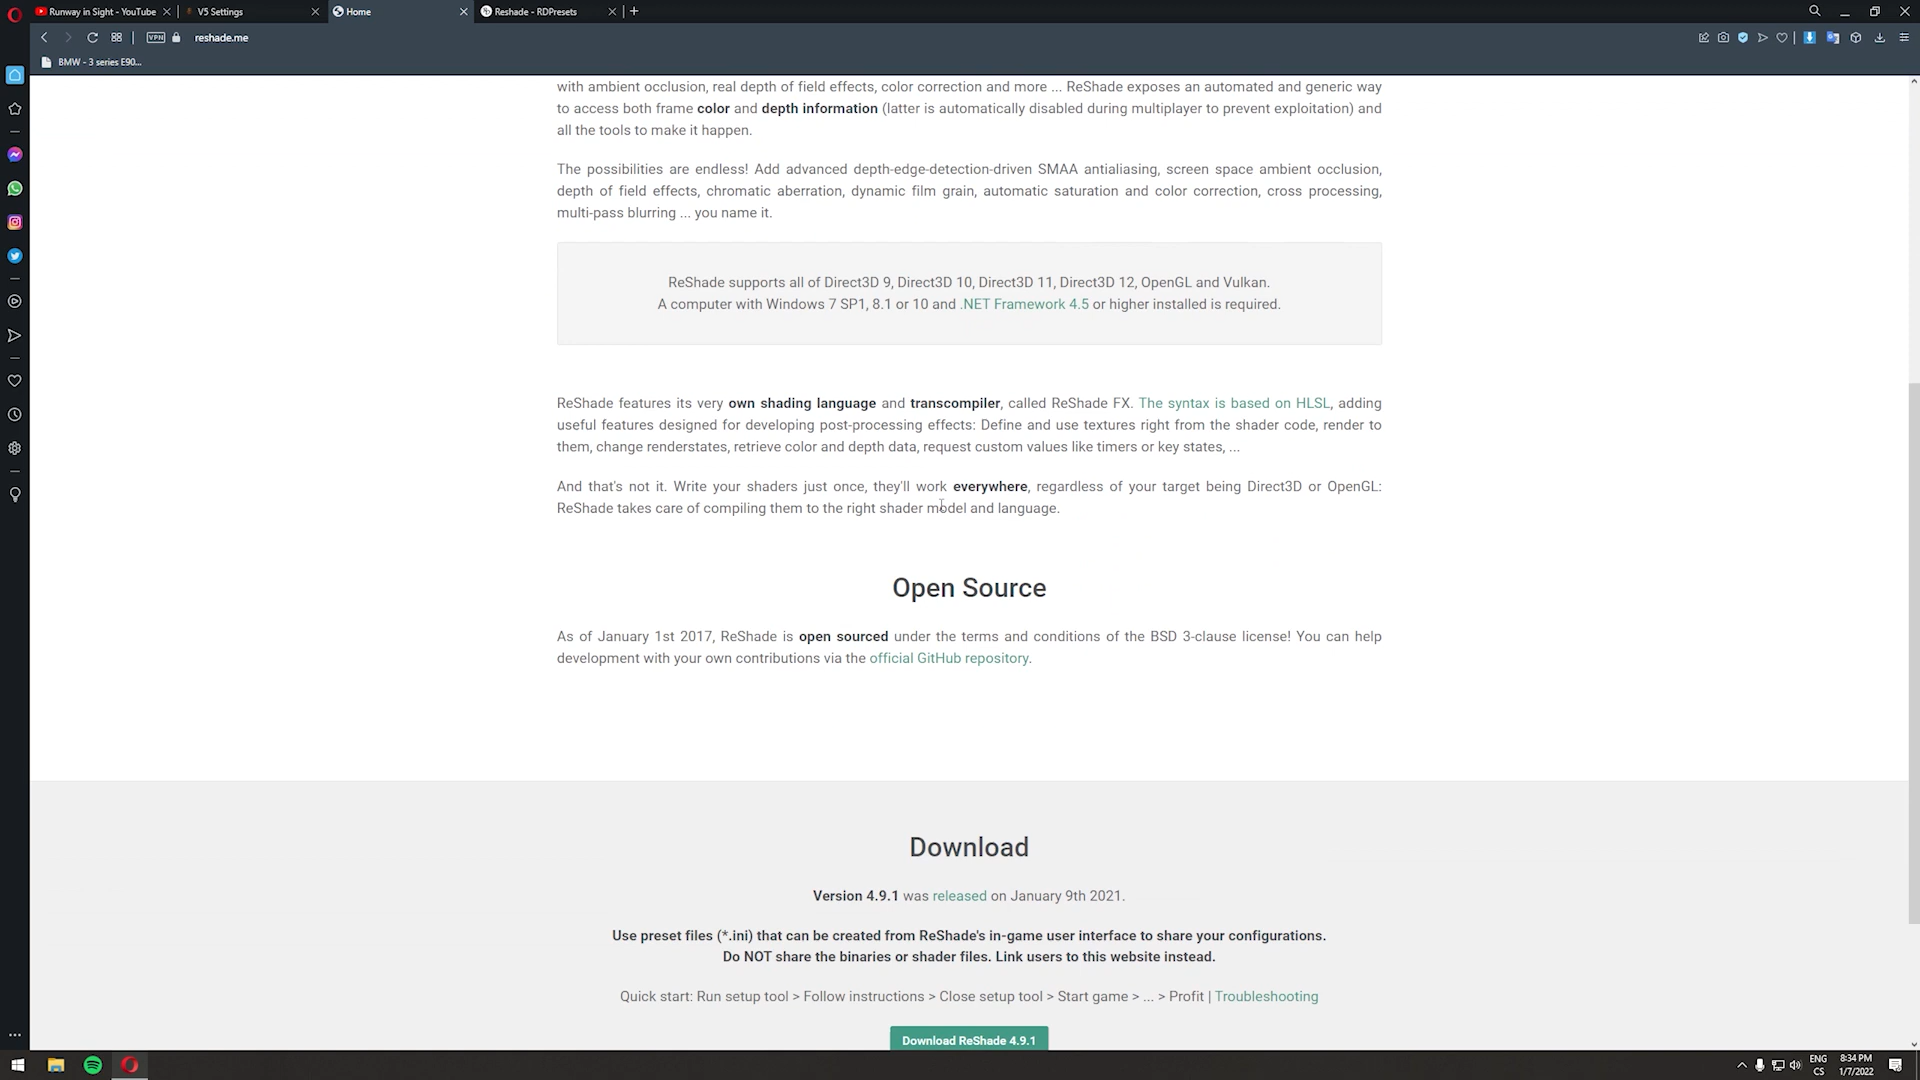 Runway in Sight - YouTube
V5 Settings
Home
Reshade - RDPresets
VPN
reshade.me
BMW - 3 series E90...
with ambient occlusion, real depth of field effects, color correction and more ... ReShade exposes an automated and generic way
to access both frame color and depth information (latter is automatically disabled during multiplayer to prevent exploitation) and
all the tools to make it happen.
The possibilities are endless! Add advanced depth-edge-detection-driven SMAA antialiasing, screen space ambient occlusion,
depth of field effects, chromatic aberration, dynamic film grain, automatic saturation and color correction, cross processing,
multi-pass blurring ... you name it.
ReShade supports all of Direct3D 9, Direct3D 10, Direct3D 11, Direct3D 12, OpenGL and Vulkan.
A computer with Windows 7 SP1, 8.1 or 10 and .NET Framework 4.5 or higher installed is required.
ReShade features its very own shading language and transcompiler, called ReShade FX. The syntax is based on HLSL, adding
useful features designed for developing post-processing effects: Define and use textures right from the shader code, render to
them, change renderstates, retrieve color and depth data, request custom values like timers or key states, ...
And that's not it. Write your shaders just once, they'll work everywhere, regardless of your target being Direct3D or OpenGL:
ReShade takes care of compiling them to the right shader model and language.
Open Source
As of January 1st 2017, ReShade is open sourced under the terms and conditions of the BSD 3-clause license! You can help
development with your own contributions via the official GitHub repository.
Download
Version 4.9.1 was released on January 9th 2021.
Use preset files (*.ini) that can be created from ReShade's in-game user interface to share your configurations.
Do NOT share the binaries or shader files. Link users to this website instead.
Quick start: Run setup tool > Follow instructions > Close setup tool > Start game > ... > Profit | Troubleshooting
Download ReShade 4.9.1
ENG
CS
8:34 PM
1/7/2022